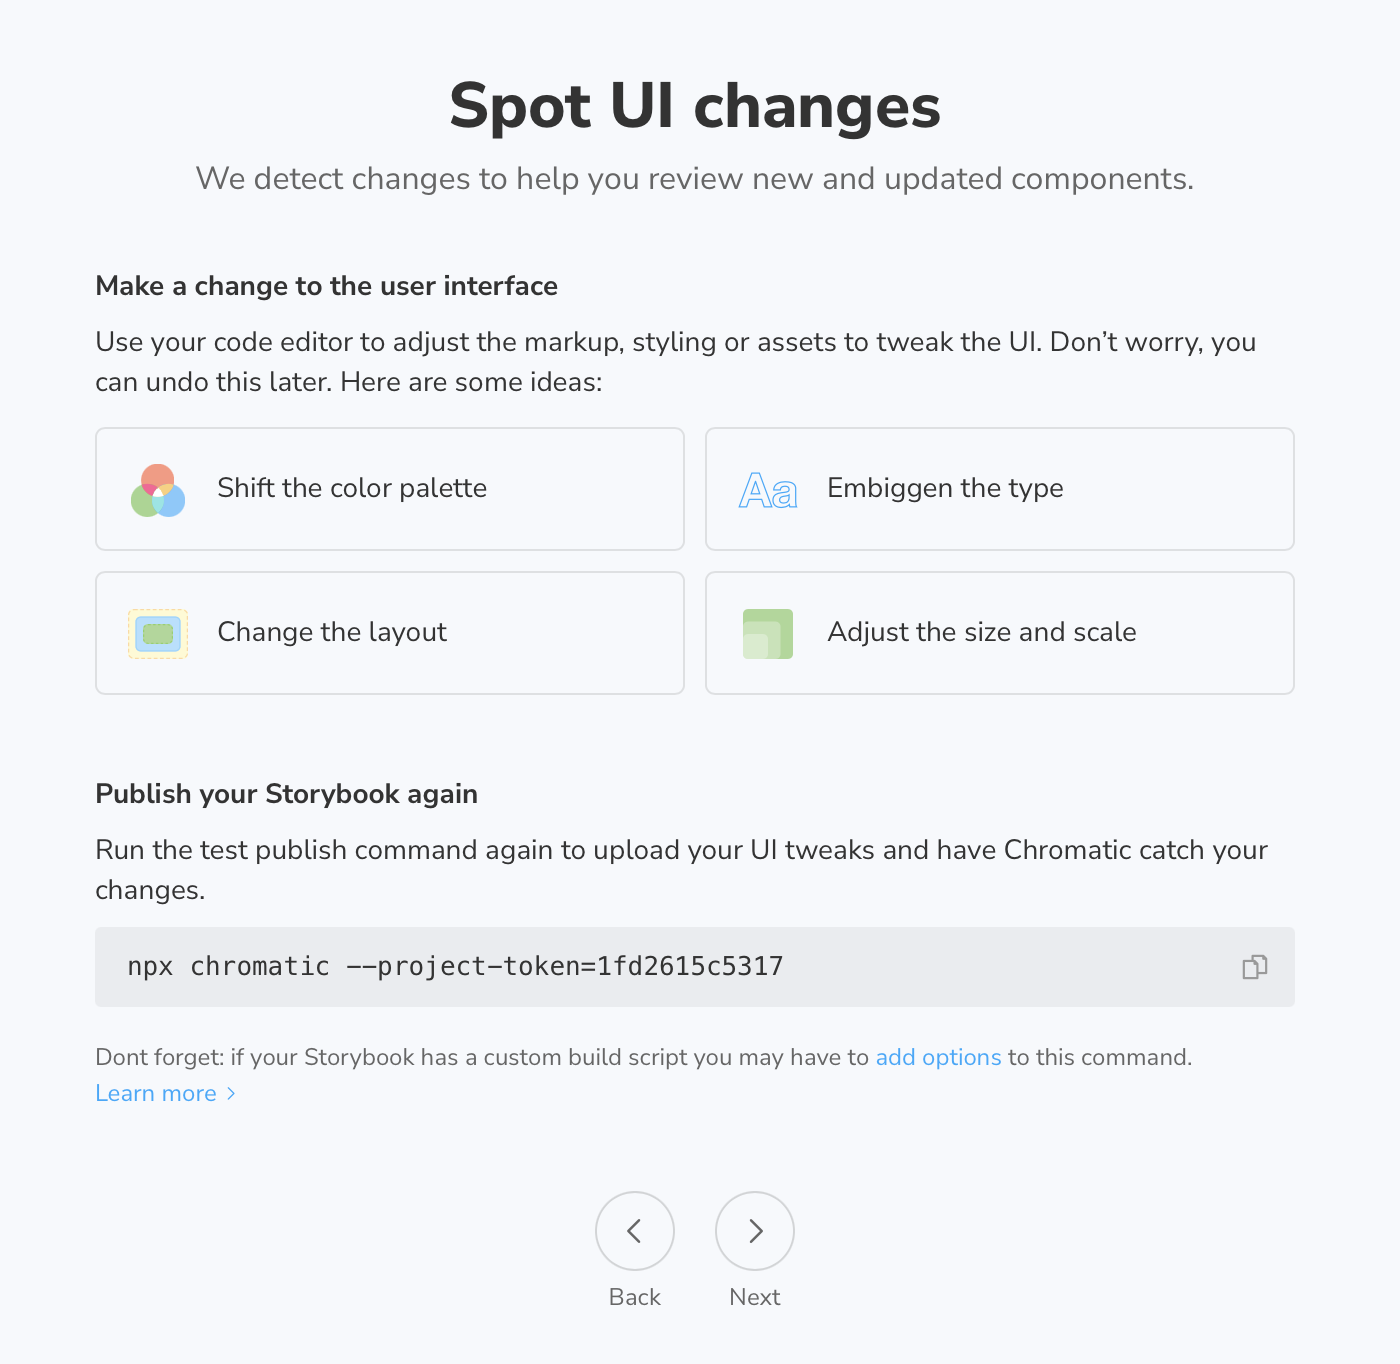 Spot UI changes
We detect changes to help you review new and updated components.
Make a change to the user interface
Use your code editor to adjust the markup, styling or assets to tweak the UI. Don’t worry, you
can undo this later. Here are some ideas:
Shift the color palette
Aa Embiggen the type
Change the layout
Adjust the size and scale
Publish your Storybook again
Run the test publish command again to upload your UI tweaks and have Chromatic catch your
changes.
npx chromatic --project-token=1fd2615c5317
Dont forget: if your Storybook has a custom build script you may have to add options to this command.
Learn more
Back Next